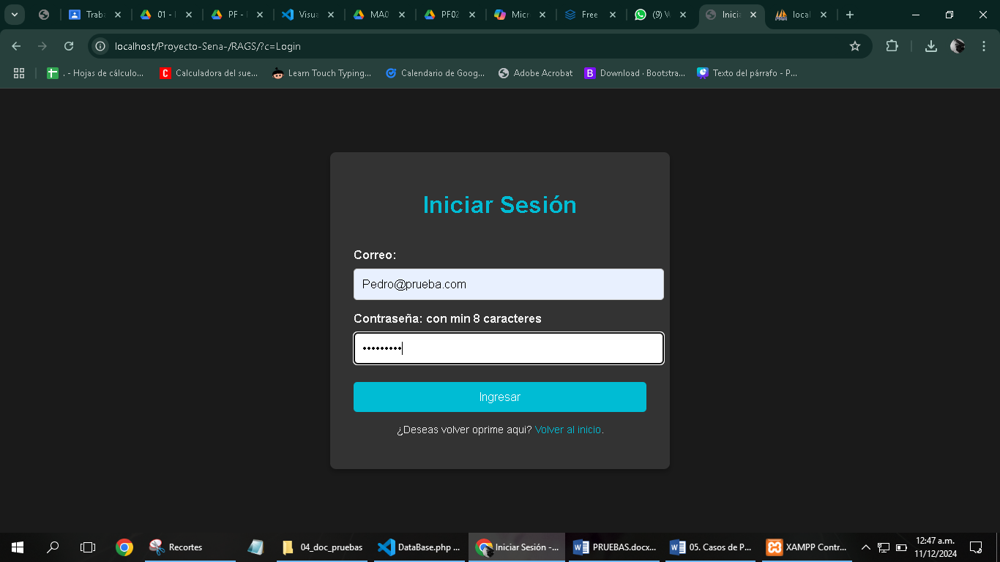 Traba
01 -
PF -
Visua
MA0
PF02
Micr
Free
(9) V
Inicia
local
localhost/Proyecto-Sena-/RAGS/?c=Login
. - Hojas de cálculo...
Calculadora del sue...
Learn Touch Typing...
Calendario de Goog...
Adobe Acrobat
Download · Bootstra...
Texto del párrafo - P...
Iniciar Sesión
Correo:
Pedro@prueba.com
Contraseña: con min 8 caracteres
•••••••••
Ingresar
¿Deseas volver oprime aqui? Volver al inicio.
Recortes
04_doc_pruebas
DataBase.php ...
Iniciar Sesión -...
PRUEBAS.docx...
05. Casos de P...
XAMPP Contr...
12:47 a.m.
11/12/2024